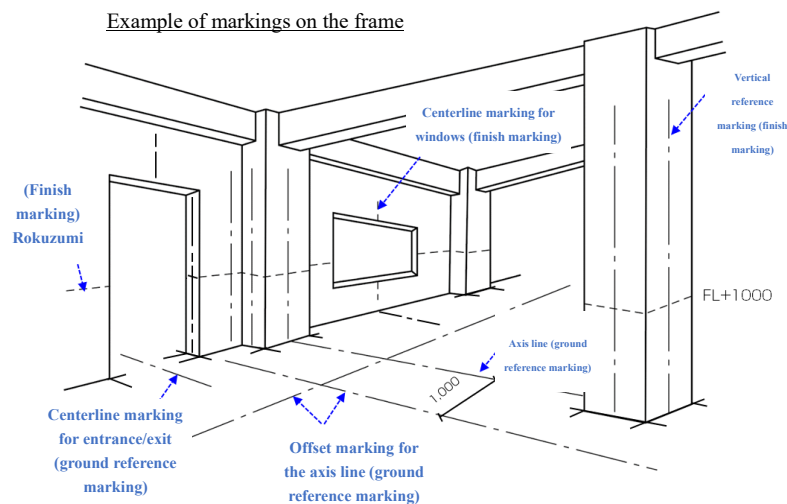 Example of markings on the frame
Vertical
reference
marking (finish
marking)
Centerline marking for
windows (finish marking)
(Finish
marking)
Rokuzumi
FL+1000
Axis line (ground
reference marking)
1.000
Centerline marking
for entrance/exit
(ground reference
marking)
Offset marking for
the axis line (ground
reference marking)